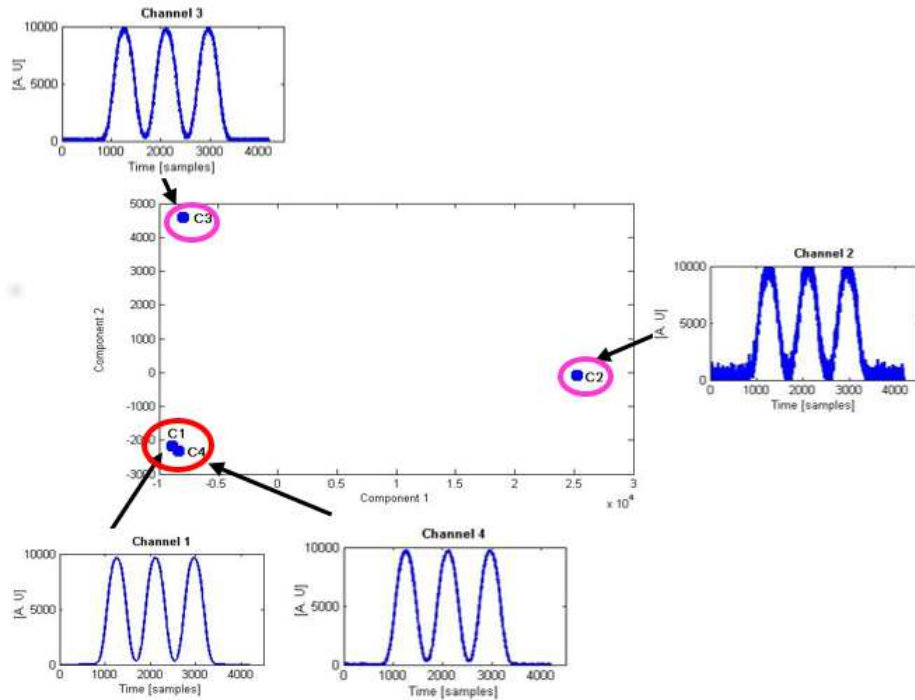 Channel 3
10000
5000
0
[A. U]
0 1000 2000 3000 4000
Time [samples]
5000
4000
3000
2000
1000
0
-1000
-2000
-3000
Component 2
C3
C2
C1
C4
-1 -0.5 0 0.5 1 1.5 2 2.5 3
Component 1
x 10^4
Channel 2
10000
5000
0
[A. U]
0 1000 2000 3000 4000
Time [samples]
Channel 1
10000
5000
0
[A. U]
0 1000 2000 3000 4000
Time [samples]
Channel 4
10000
5000
0
[A. U]
0 1000 2000 3000 4000
Time [samples]